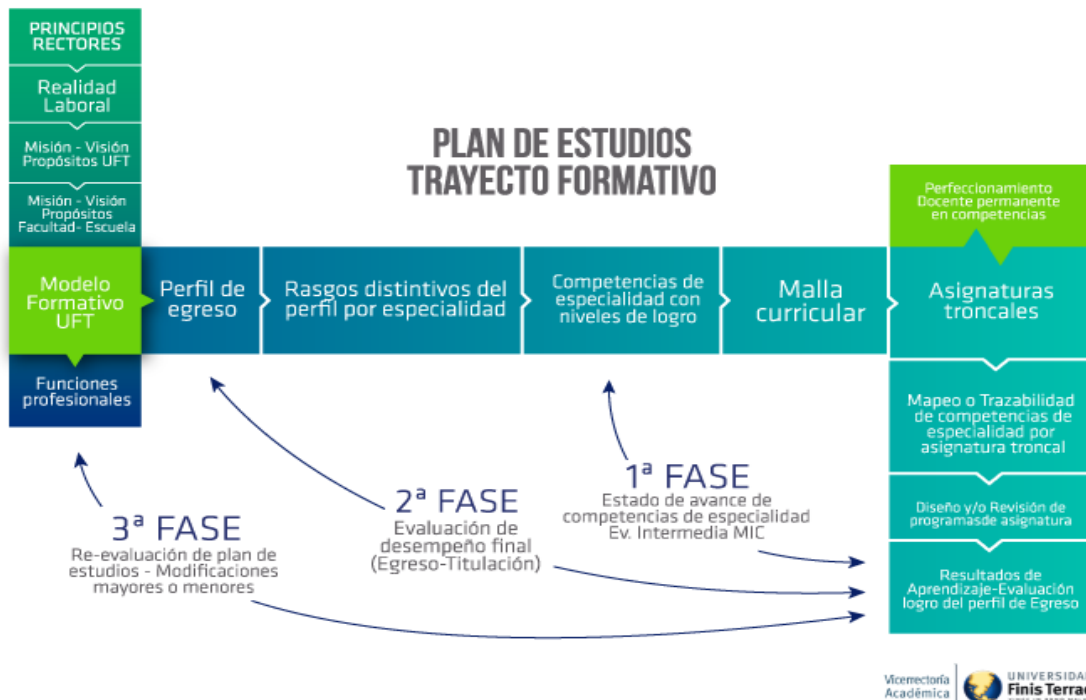 PRINCIPIOS
RECTORES
Realidad
Laboral
Misión - Visión
Propósitos UFT
Misión - Visión
Propósitos
Facultad- Escuela
Modelo
Formativo
UFT
Funciones
profesionales
PLAN DE ESTUDIOS
TRAYECTO FORMATIVO
Perfil de
egreso
Rasgos distintivos del
perfil por especialidad
Competencias de
especialidad con
niveles de logro
Malla
curricular
Perfeccionamiento
Docente permanente
en competencias
Asignaturas
troncales
Mapeo o Trazabilidad
de competencias de
especialidad por
asignatura troncal
Diseño y/o Revisión de
programasde asignatura
Resultados de
Aprendizaje-Evaluación
logro del perfil de Egreso
1ª FASE
Estado de avance de
competencias de especialidad
Ev. Intermedia MIC
2ª FASE
Evaluación de
desempeño final
(Egreso-Titulación)
3ª FASE
Re-evaluación de plan de
estudios - Modificaciones
mayores o menores
Vicerrectoría
Académica
UNIVERSIDA
Finis Terra